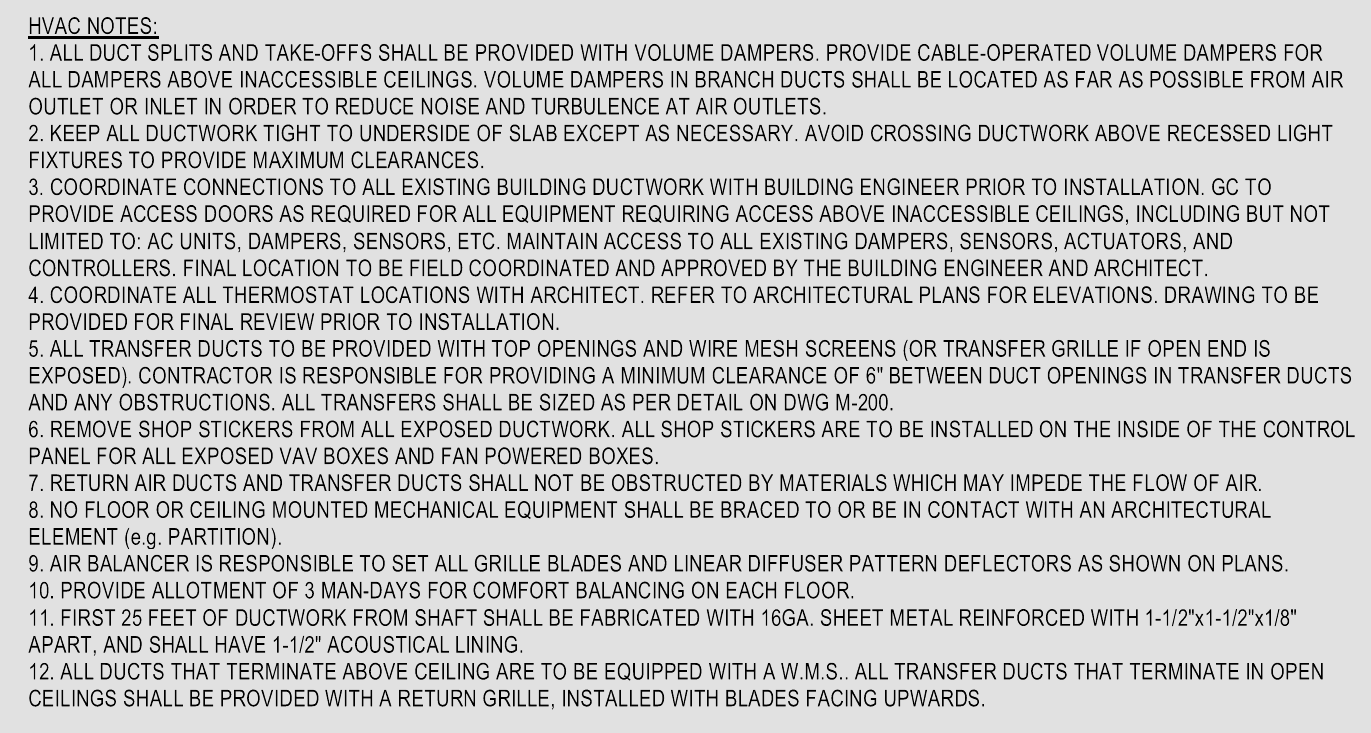 HVAC NOTES:
1. ALL DUCT SPLITS AND TAKE-OFFS SHALL BE PROVIDED WITH VOLUME DAMPERS. PROVIDE CABLE-OPERATED VOLUME DAMPERS FOR
ALL DAMPERS ABOVE INACCESSIBLE CEILINGS. VOLUME DAMPERS IN BRANCH DUCTS SHALL BE LOCATED AS FAR AS POSSIBLE FROM AIR
OUTLET OR INLET IN ORDER TO REDUCE NOISE AND TURBULENCE AT AIR OUTLETS.
2. KEEP ALL DUCTWORK TIGHT TO UNDERSIDE OF SLAB EXCEPT AS NECESSARY. AVOID CROSSING DUCTWORK ABOVE RECESSED LIGHT
FIXTURES TO PROVIDE MAXIMUM CLEARANCES.
3. COORDINATE CONNECTIONS TO ALL EXISTING BUILDING DUCTWORK WITH BUILDING ENGINEER PRIOR TO INSTALLATION. GC TO
PROVIDE ACCESS DOORS AS REQUIRED FOR ALL EQUIPMENT REQUIRING ACCESS ABOVE INACCESSIBLE CEILINGS, INCLUDING BUT NOT
LIMITED TO: AC UNITS, DAMPERS, SENSORS, ETC. MAINTAIN ACCESS TO ALL EXISTING DAMPERS, SENSORS, ACTUATORS, AND
CONTROLLERS. FINAL LOCATION TO BE FIELD COORDINATED AND APPROVED BY THE BUILDING ENGINEER AND ARCHITECT.
4. COORDINATE ALL THERMOSTAT LOCATIONS WITH ARCHITECT. REFER TO ARCHITECTURAL PLANS FOR ELEVATIONS. DRAWING TO BE
PROVIDED FOR FINAL REVIEW PRIOR TO INSTALLATION.
5. ALL TRANSFER DUCTS TO BE PROVIDED WITH TOP OPENINGS AND WIRE MESH SCREENS (OR TRANSFER GRILLE IF OPEN END IS
EXPOSED). CONTRACTOR IS RESPONSIBLE FOR PROVIDING A MINIMUM CLEARANCE OF 6" BETWEEN DUCT OPENINGS IN TRANSFER DUCTS
AND ANY OBSTRUCTIONS. ALL TRANSFERS SHALL BE SIZED AS PER DETAIL ON DWG M-200.
6. REMOVE SHOP STICKERS FROM ALL EXPOSED DUCTWORK. ALL SHOP STICKERS ARE TO BE INSTALLED ON THE INSIDE OF THE CONTROL
PANEL FOR ALL EXPOSED VAV BOXES AND FAN POWERED BOXES.
7. RETURN AIR DUCTS AND TRANSFER DUCTS SHALL NOT BE OBSTRUCTED BY MATERIALS WHICH MAY IMPEDE THE FLOW OF AIR.
8. NO FLOOR OR CEILING MOUNTED MECHANICAL EQUIPMENT SHALL BE BRACED TO OR BE IN CONTACT WITH AN ARCHITECTURAL
ELEMENT (e.g. PARTITION).
9. AIR BALANCER IS RESPONSIBLE TO SET ALL GRILLE BLADES AND LINEAR DIFFUSER PATTERN DEFLECTORS AS SHOWN ON PLANS.
10. PROVIDE ALLOTMENT OF 3 MAN-DAYS FOR COMFORT BALANCING ON EACH FLOOR.
11. FIRST 25 FEET OF DUCTWORK FROM SHAFT SHALL BE FABRICATED WITH 16GA. SHEET METAL REINFORCED WITH 1-1/2"x1-1/2"x1/8"
APART, AND SHALL HAVE 1-1/2" ACOUSTICAL LINING.
12. ALL DUCTS THAT TERMINATE ABOVE CEILING ARE TO BE EQUIPPED WITH A W.M.S.. ALL TRANSFER DUCTS THAT TERMINATE IN OPEN
CEILINGS SHALL BE PROVIDED WITH A RETURN GRILLE, INSTALLED WITH BLADES FACING UPWARDS.